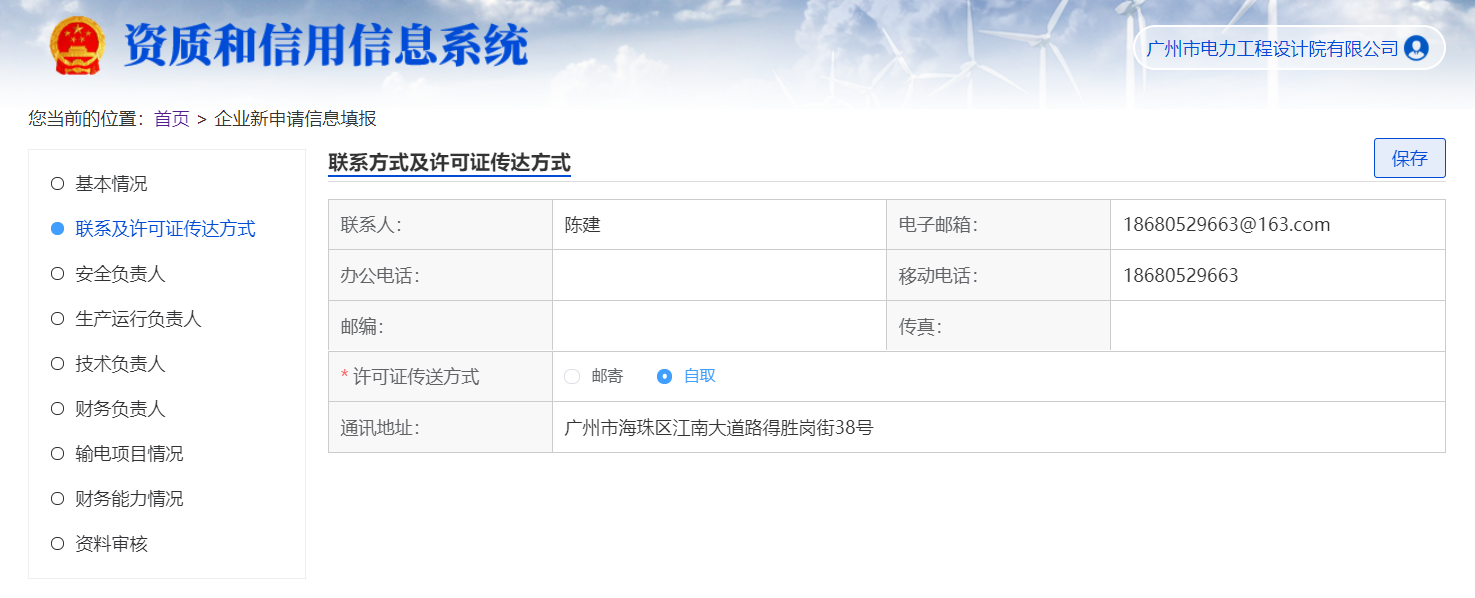 资质和信用信息系统
广州市电力工程设计院有限公司
您当前的位置：首页 > 企业新申请信息填报
基本情况
联系及许可证传达方式
安全负责人
生产运行负责人
技术负责人
财务负责人
输电项目情况
财务能力情况
资料审核
联系方式及许可证传达方式
保存
联系人： 陈建 电子邮箱： 18680529663@163.com
办公电话： 移动电话： 18680529663
邮编： 传真：
*许可证传送方式 邮寄 自取
通讯地址： 广州市海珠区江南大道路得胜岗街38号